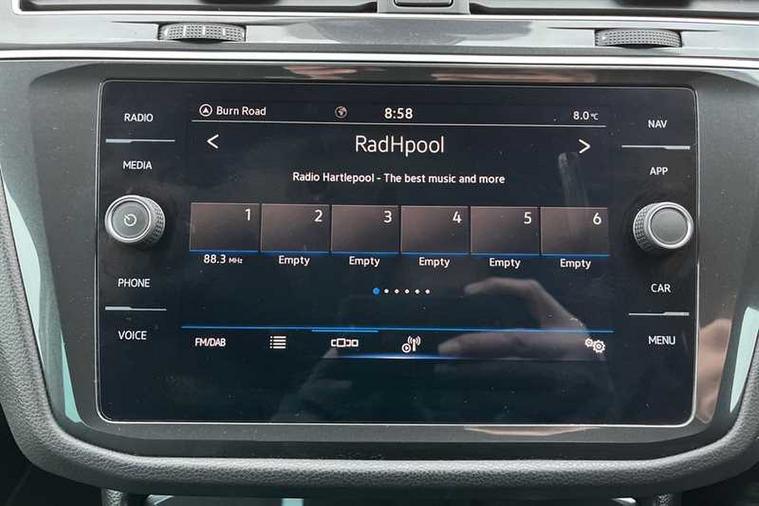 RADIO
MEDIA
PHONE
VOICE
Burn Road 8:58 8.0°C
< RadHpool >
Radio Hartlepool - The best music and more
1 2 3 4 5 6
88.3 MHz Empty Empty Empty Empty Empty
FM/DAB
NAV
APP
CAR
MENU